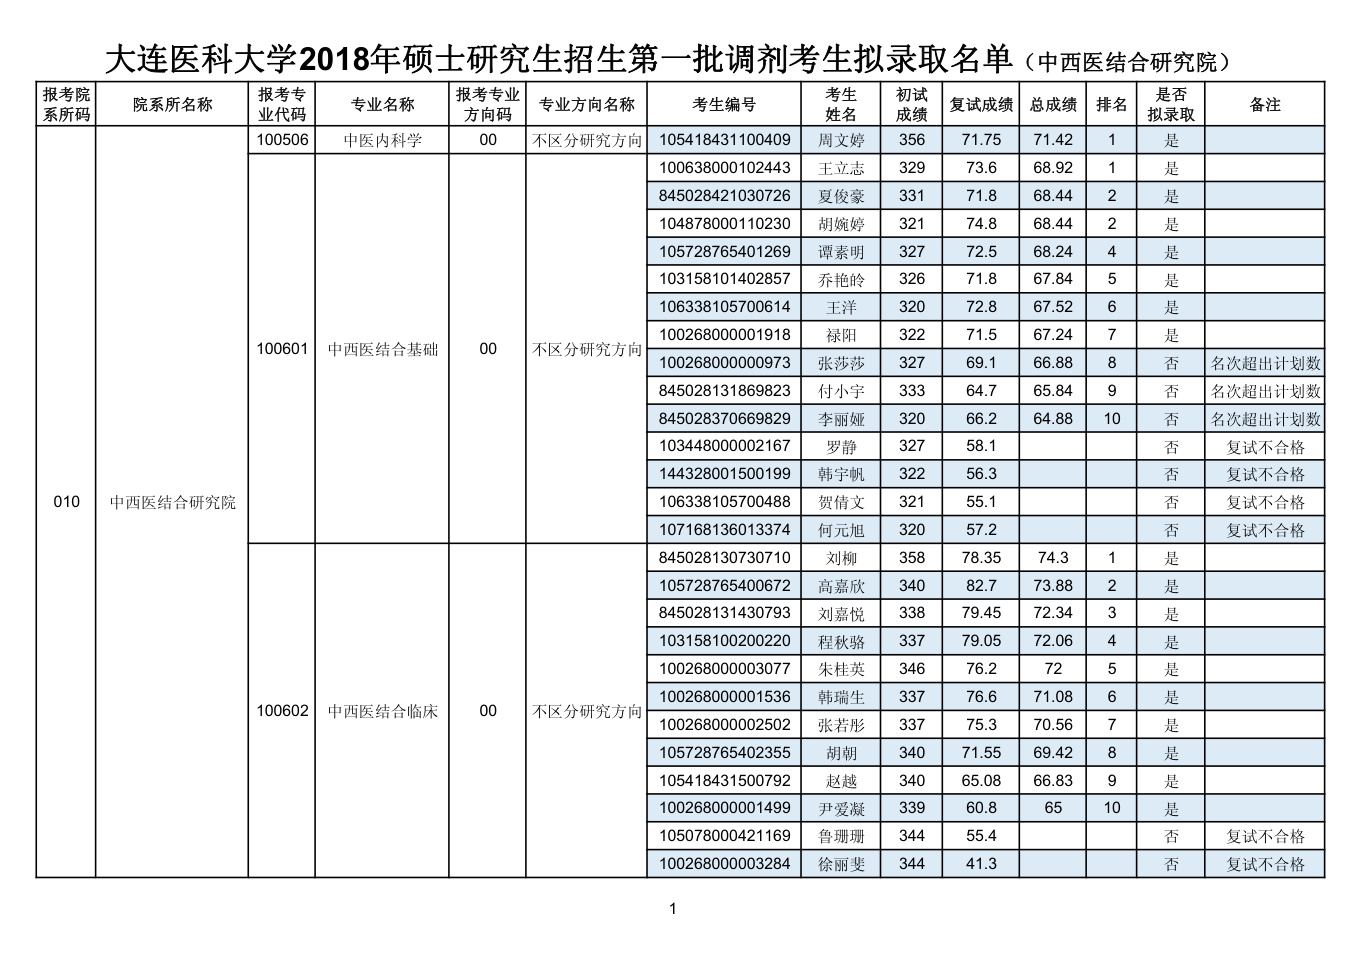 大连医科大学2018年硕士研究生招生第一批调剂考生拟录取名单（中西医结合研究院）
报考院系所码 院系所名称 报考专业代码 专业名称 报考专业方向码 专业方向名称 考生编号 考生姓名 初试成绩 复试成绩 总成绩 排名 是否拟录取 备注
010 中西医结合研究院
100506 中医内科学 00 不区分研究方向 105418431100409 周文婷 356 71.75 71.42 1 是
100601 中西医结合基础 00 不区分研究方向
100638000102443 王立志 329 73.6 68.92 1 是
845028421030726 夏俊豪 331 71.8 68.44 2 是
104878000110230 胡婉婷 321 74.8 68.44 2 是
105728765401269 谭素明 327 72.5 68.24 4 是
103158101402857 乔艳皊 326 71.8 67.84 5 是
106338105700614 王洋 320 72.8 67.52 6 是
100268000001918 禄阳 322 71.5 67.24 7 是
100268000000973 张莎莎 327 69.1 66.88 8 否 名次超出计划数
845028131869823 付小宇 333 64.7 65.84 9 否 名次超出计划数
845028370669829 李丽娅 320 66.2 64.88 10 否 名次超出计划数
103448000002167 罗静 327 58.1 否 复试不合格
144328001500199 韩宇帆 322 56.3 否 复试不合格
106338105700488 贺倩文 321 55.1 否 复试不合格
107168136013374 何元旭 320 57.2 否 复试不合格
100602 中西医结合临床 00 不区分研究方向
845028130730710 刘柳 358 78.35 74.3 1 是
105728765400672 高嘉欣 340 82.7 73.88 2 是
845028131430793 刘嘉悦 338 79.45 72.34 3 是
103158100200220 程秋骆 337 79.05 72.06 4 是
100268000003077 朱桂英 346 76.2 72 5 是
100268000001536 韩瑞生 337 76.6 71.08 6 是
100268000002502 张若彤 337 75.3 70.56 7 是
105728765402355 胡朝 340 71.55 69.42 8 是
105418431500792 赵越 340 65.08 66.83 9 是
100268000001499 尹爱凝 339 60.8 65 10 是
105078000421169 鲁珊珊 344 55.4 否 复试不合格
100268000003284 徐丽斐 344 41.3 否 复试不合格
1